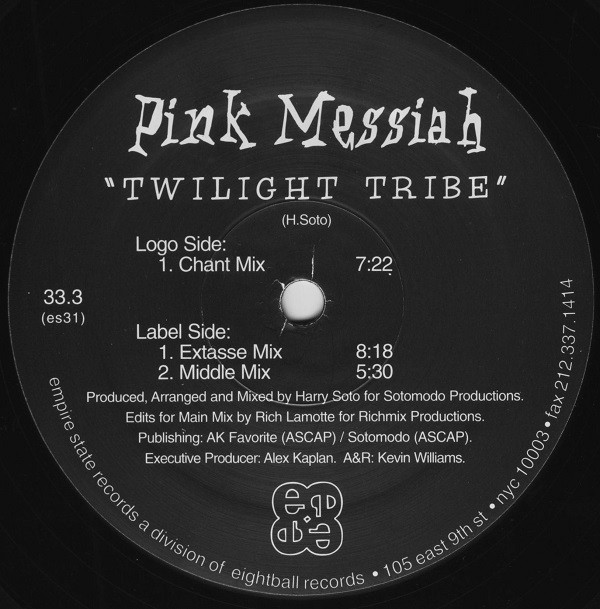 Pink Messiah
"TWILIGHT TRIBE"
(H.Soto)
Logo Side:
1. Chant Mix 7:22
33.3
(es31)
Label Side:
1. Extasse Mix 8:18
2. Middle Mix 5:30
Produced, Arranged and Mixed by Harry Soto for Sotomodo Productions.
Edits for Main Mix by Rich Lamotte for Richmix Productions.
Publishing: AK Favorite (ASCAP) / Sotomodo (ASCAP).
Executive Producer: Alex Kaplan. A&R: Kevin Williams.
empire state records a division of eightball records • 105 east 9th st • nyc 10003 • fax 212.337.1414